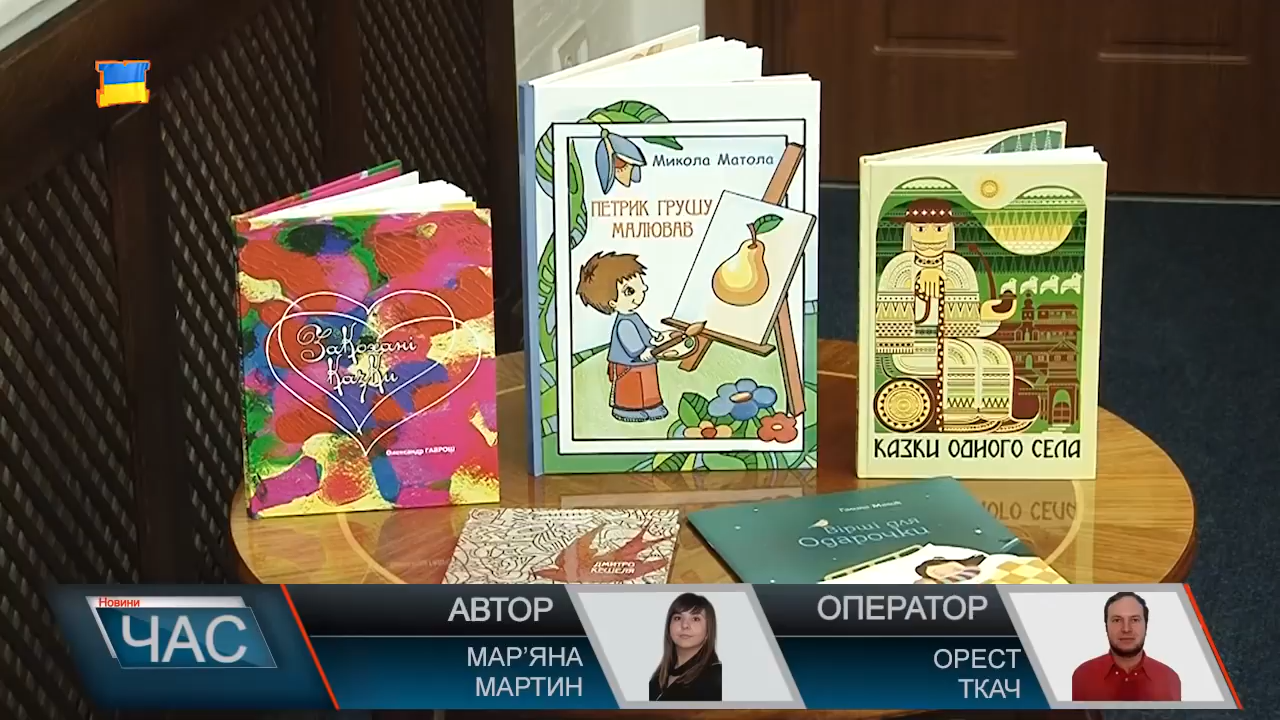 Микола Матола
ПЕТРИК ГРУШУ
МАЛЮВАВ
Закохані
казки
Олександр ГАВРОШ
КАЗКИ ОДНОГО СЕЛА
Вірші для
Одарочки
ДМИТРО
КЕШЕЛЯ
Новини
ЧАС
АВТОР
МАР’ЯНА
МАРТИН
ОПЕРАТОР
ОРЕСТ
ТКАЧ